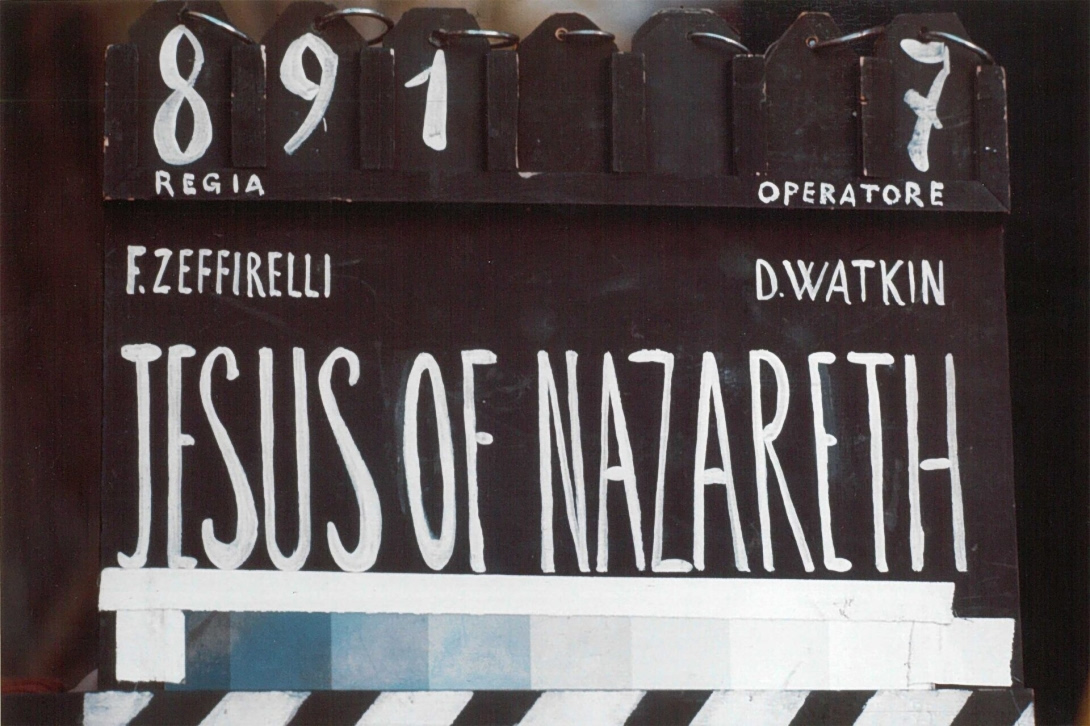 8 9 1 7
REGIA OPERATORE
F.ZEFFIRELLI D.WATKIN
JESUS OF NAZARETH